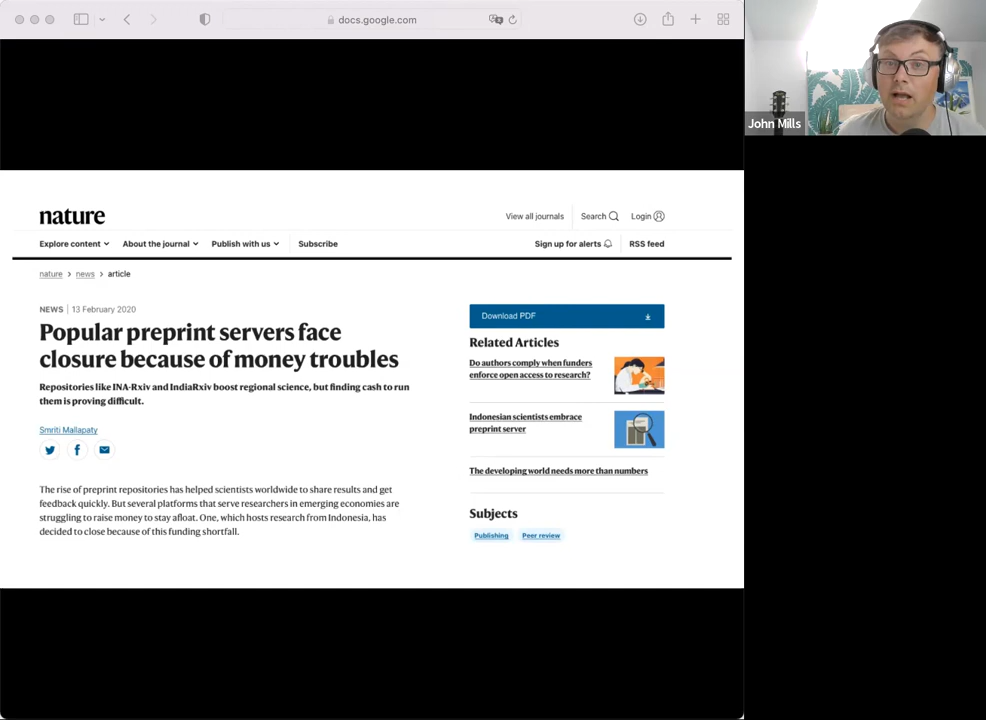 docs.google.com
John Mills
nature
View all journals
Search
Login
Explore content
About the journal
Publish with us
Subscribe
Sign up for alerts
RSS feed
nature > news > article
NEWS | 13 February 2020
Popular preprint servers face
closure because of money troubles
Repositories like INA-Rxiv and IndiaRxiv boost regional science, but finding cash to run
them is proving difficult.
Smriti Mallapaty
The rise of preprint repositories has helped scientists worldwide to share results and get
feedback quickly. But several platforms that serve researchers in emerging economies are
struggling to raise money to stay afloat. One, which hosts research from Indonesia, has
decided to close because of this funding shortfall.
Download PDF
Related Articles
Do authors comply when funders
enforce open access to research?
Indonesian scientists embrace
preprint server
The developing world needs more than numbers
Subjects
Publishing
Peer review